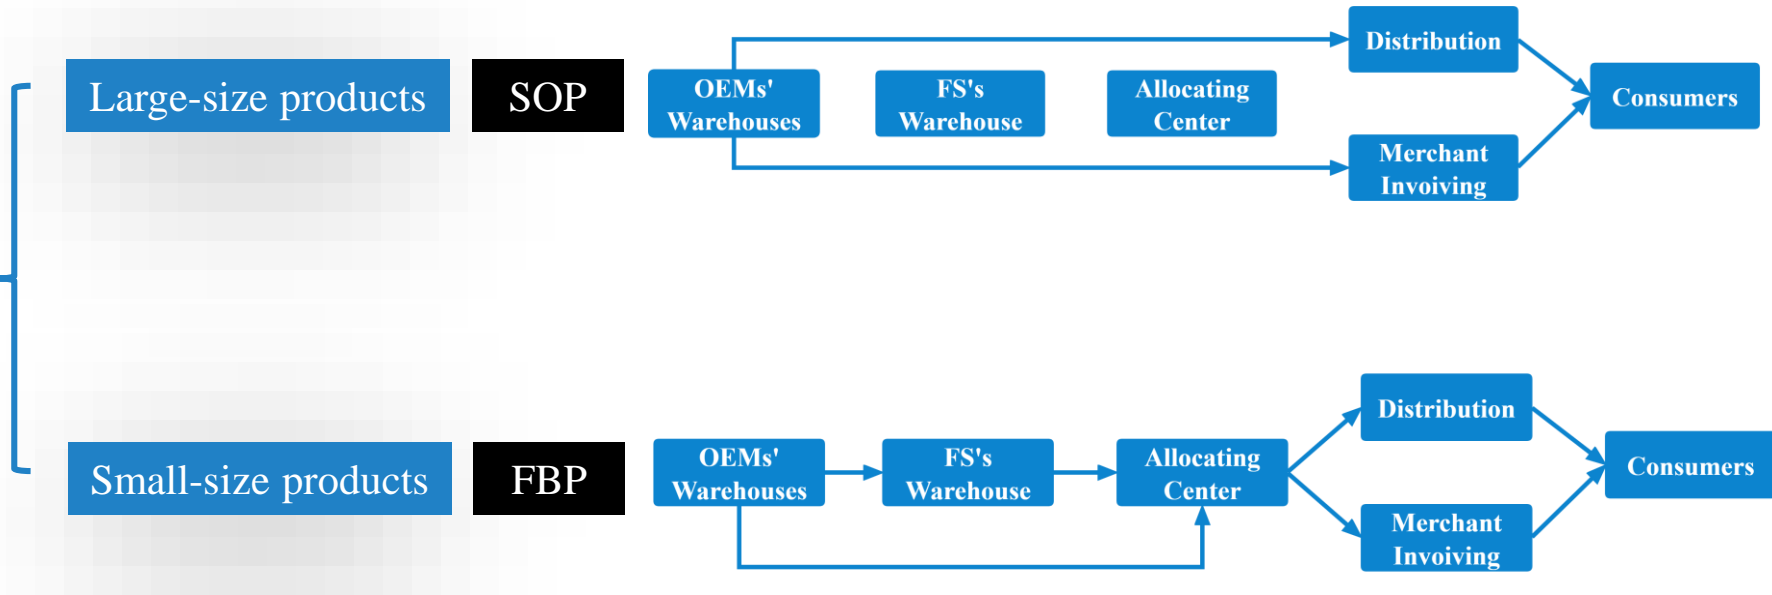 Large-size products
SOP
OEMs'
Warehouses
FS's
Warehouse
Allocating
Center
Distribution
Merchant
Invoiving
Consumers
Small-size products
FBP
OEMs'
Warehouses
FS's
Warehouse
Allocating
Center
Distribution
Merchant
Invoiving
Consumers